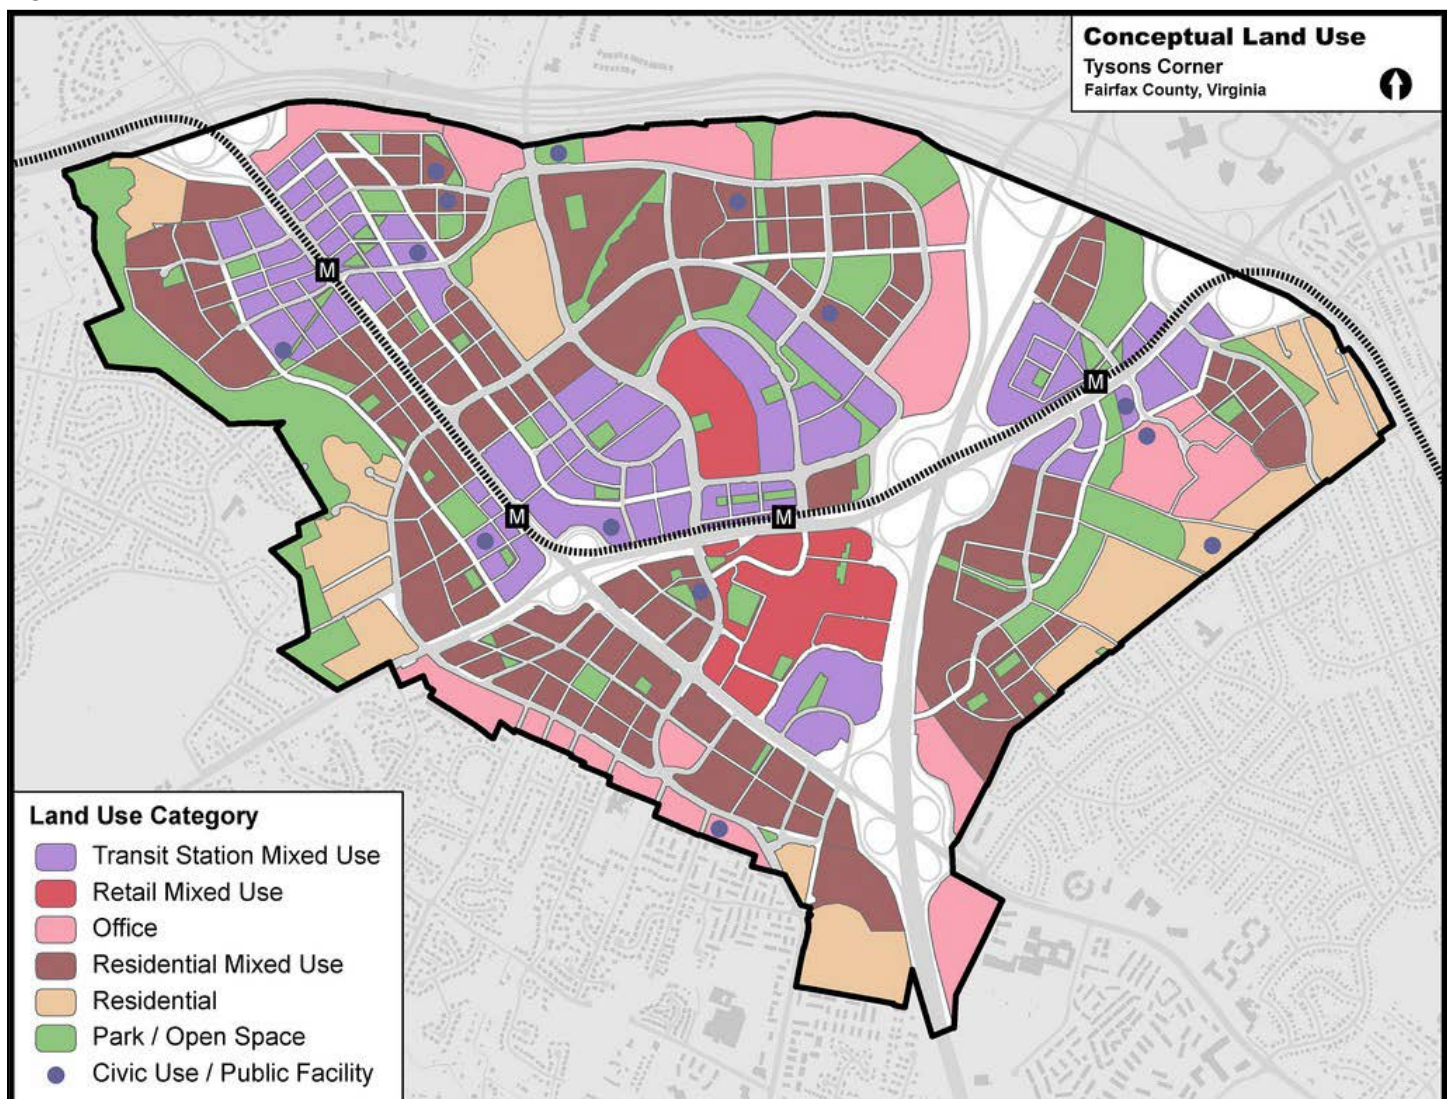 Conceptual Land Use
Tysons Corner
Fairfax County, Virginia
M
M
M
M
Land Use Category
Transit Station Mixed Use
Retail Mixed Use
Office
Residential Mixed Use
Residential
Park / Open Space
Civic Use / Public Facility